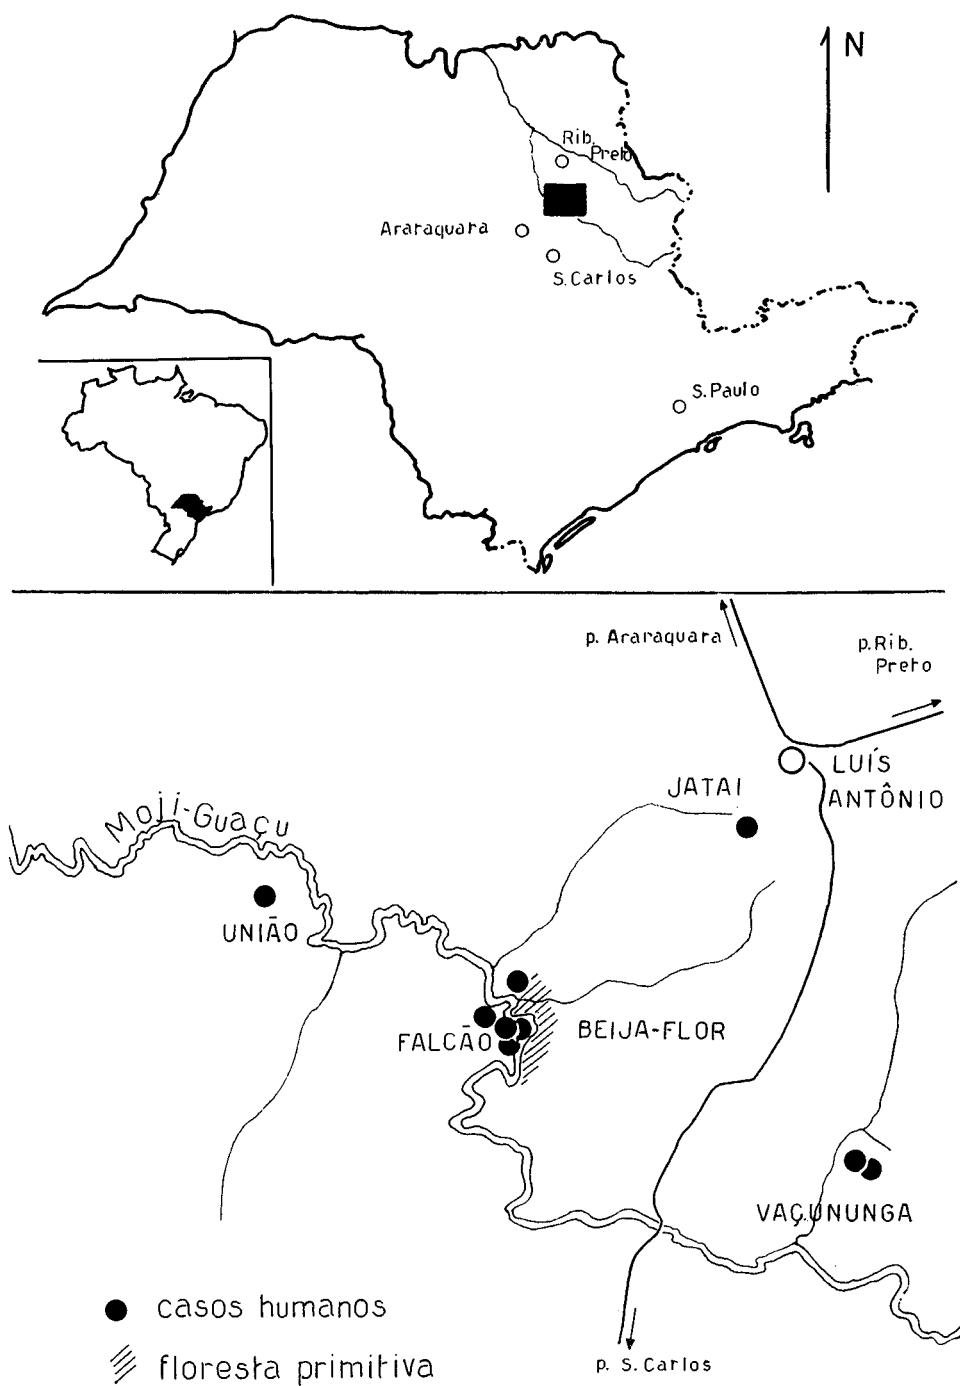 N
Rib.
Preto
Araraquara
S.Carlos
S.Paulo
p. Araraquara
p.Rib.
Preto
LUÍS
ANTÔNIO
JATAI
Moji-Guaçu
UNIÃO
FALCÃO
BEIJA-FLOR
VAÇUNUNGA
casos humanos
floresta primitiva
p. S.Carlos